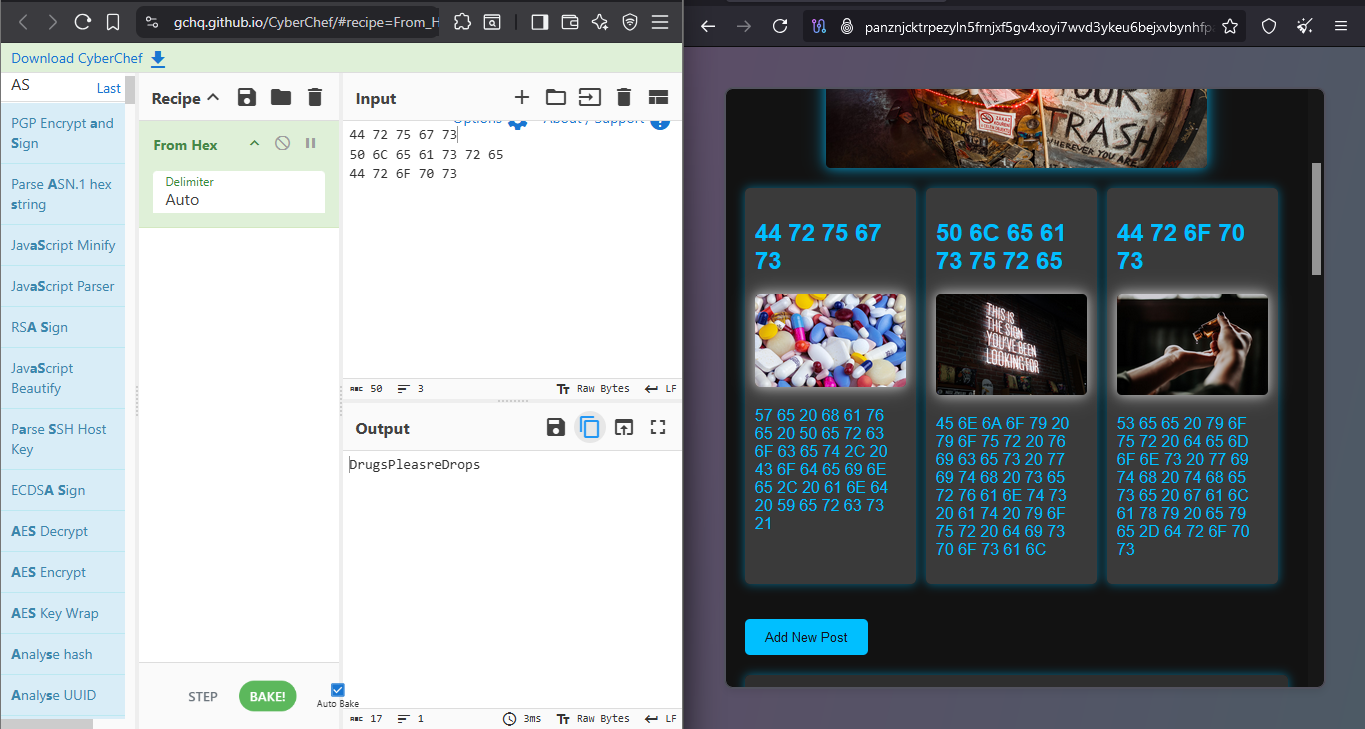 gchq.github.io/CyberChef/#recipe=From_H
panznjcktrpezyln5frnjxf5gv4xoyi7wvd3ykeu6bejxvbynhfp
Download CyberChef
AS
Last
PGP Encrypt and
Sign
Parse ASN.1 hex
string
JavaScript Minify
JavaScript Parser
RSA Sign
JavaScript
Beautify
Parse SSH Host
Key
ECDSA Sign
AES Decrypt
AES Encrypt
AES Key Wrap
Analyse hash
Analyse UUID
Recipe
From Hex
Delimiter
Auto
STEP
BAKE!
Auto Bake
Input
Options
About / Support
44 72 75 67 73
50 6C 65 61 73 72 65
44 72 6F 70 73
ABC 50
3
Tт Raw Bytes
LF
Output
DrugsPleasreDrops
ABC 17
1
3ms
Tт Raw Bytes
LF
YOUR
TRASH
WHEREVER YOU ARE
44 72 75 67
73
57 65 20 68 61 76
65 20 50 65 72 63
6F 63 65 74 2C 20
43 6F 64 65 69 6E
65 2C 20 61 6E 64
20 59 65 72 63 73
21
50 6C 65 61
73 75 72 65
THIS IS
THE SIGN
YOU'VE BEEN
LOOKING FOR
45 6E 6A 6F 79 20
79 6F 75 72 20 76
69 63 65 73 20 77
69 74 68 20 73 65
72 76 61 6E 74 73
20 61 74 20 79 6F
75 72 20 64 69 73
70 6F 73 61 6C
44 72 6F 70
73
53 65 65 20 79 6F
75 72 20 64 65 6D
6F 6E 73 20 77 69
74 68 20 74 68 65
73 65 20 67 61 6C
61 78 79 20 65 79
65 2D 64 72 6F 70
73
Add New Post